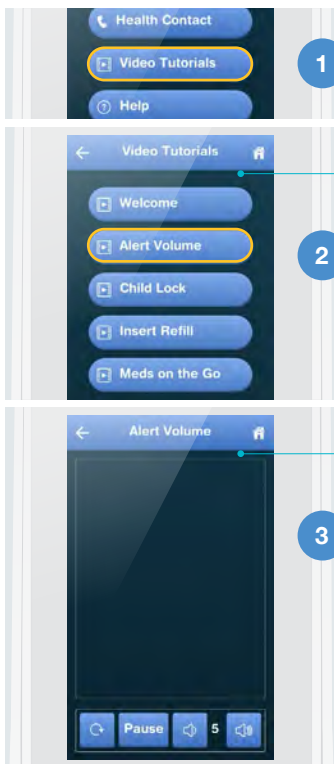 Health Contact
Video Tutorials
1
Help
Video Tutorials
Welcome
Alert Volume
2
Child Lock
Insert Refill
Meds on the Go
Alert Volume
3
Pause 5